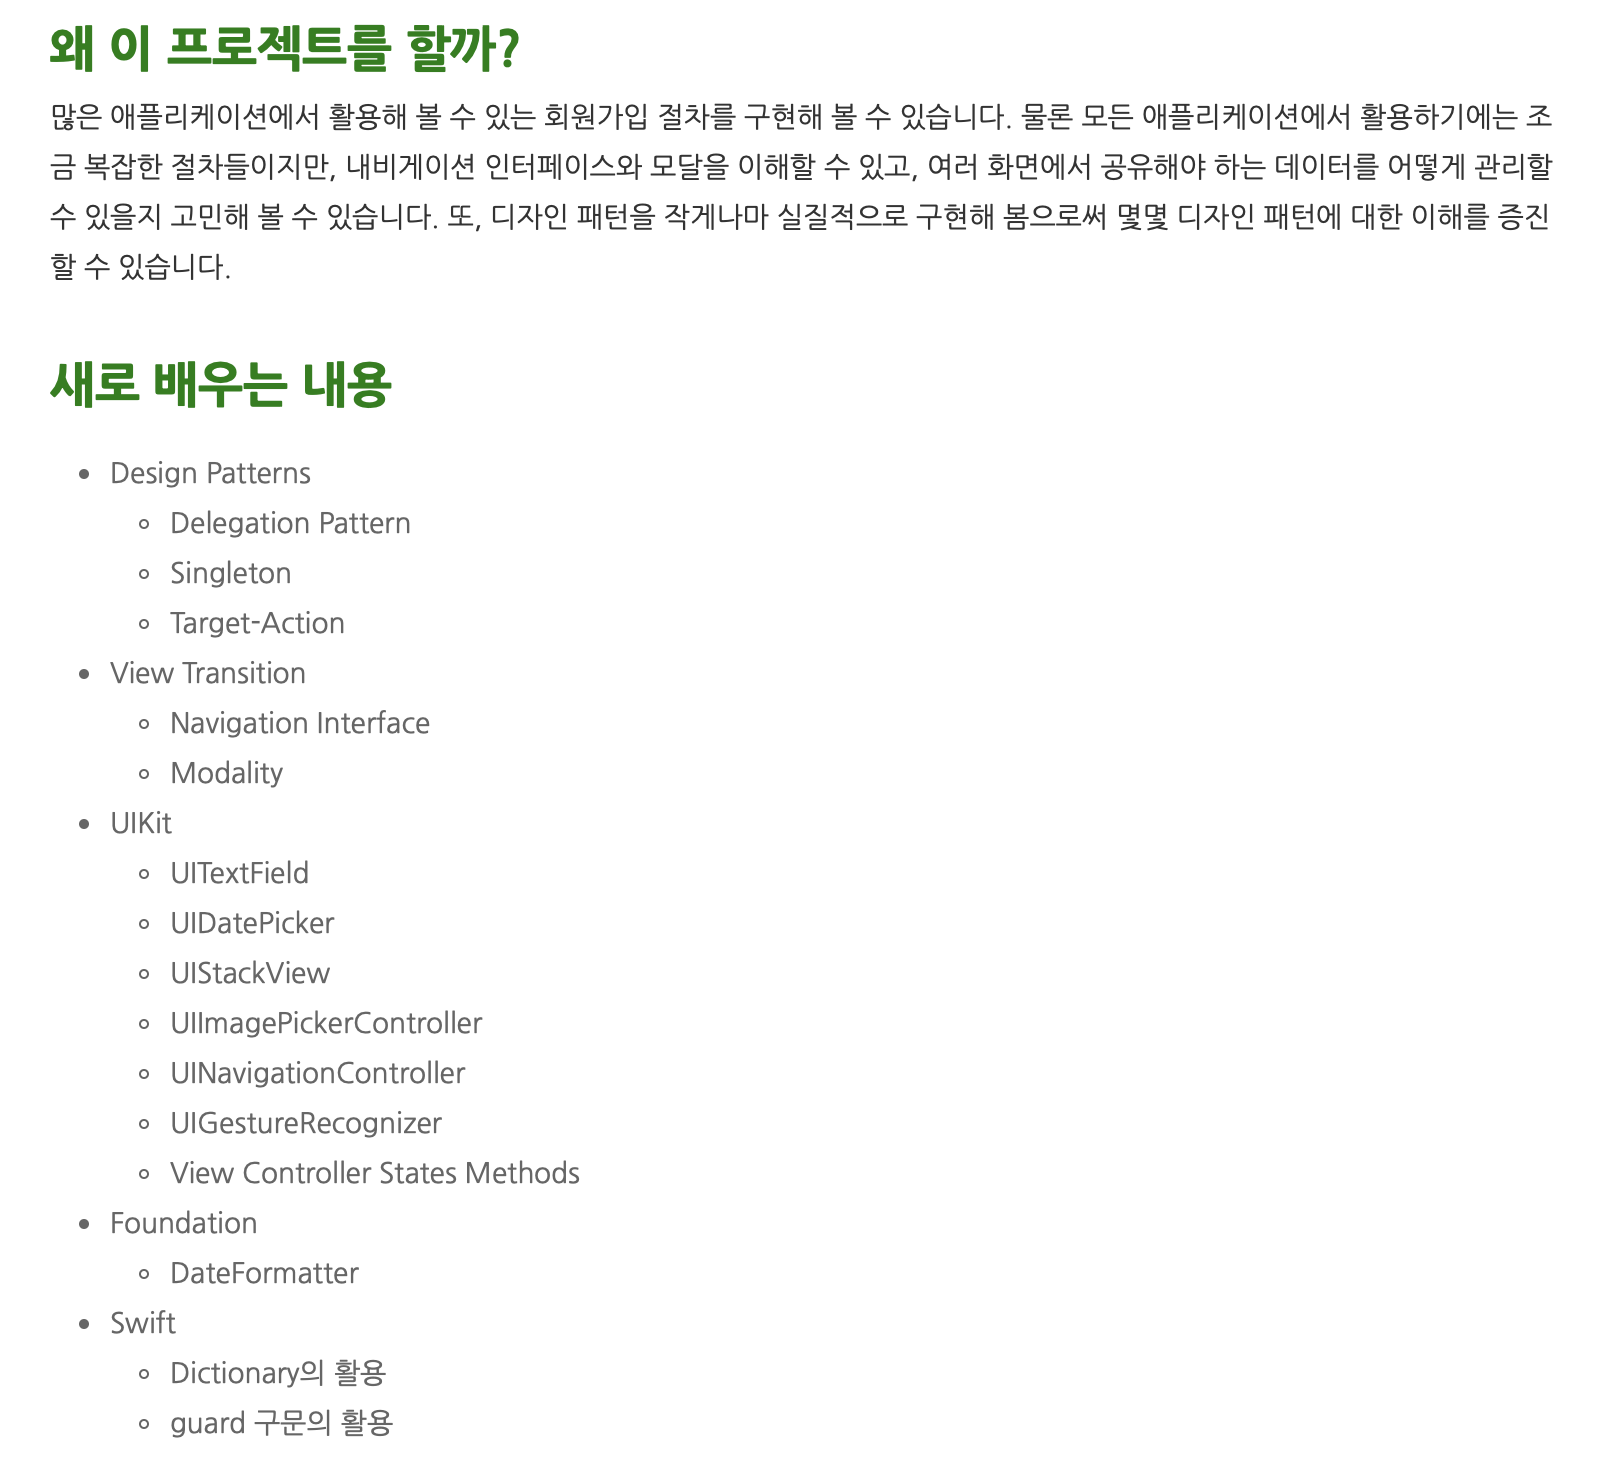 왜 이 프로젝트를 할까?
많은 애플리케이션에서 활용해 볼 수 있는 회원가입 절차를 구현해 볼 수 있습니다. 물론 모든 애플리케이션에서 활용하기에는 조
금 복잡한 절차들이지만, 내비게이션 인터페이스와 모달을 이해할 수 있고, 여러 화면에서 공유해야 하는 데이터를 어떻게 관리할
수 있을지 고민해 볼 수 있습니다. 또, 디자인 패턴을 작게나마 실질적으로 구현해 봄으로써 몇몇 디자인 패턴에 대한 이해를 증진
할 수 있습니다.
새로 배우는 내용
Design Patterns
Delegation Pattern
Singleton
Target-Action
View Transition
Navigation Interface
Modality
UIKit
UITextField
UIDatePicker
UIStackView
UIImagePickerController
UINavigationController
UIGestureRecognizer
View Controller States Methods
Foundation
DateFormatter
Swift
Dictionary의 활용
guard 구문의 활용